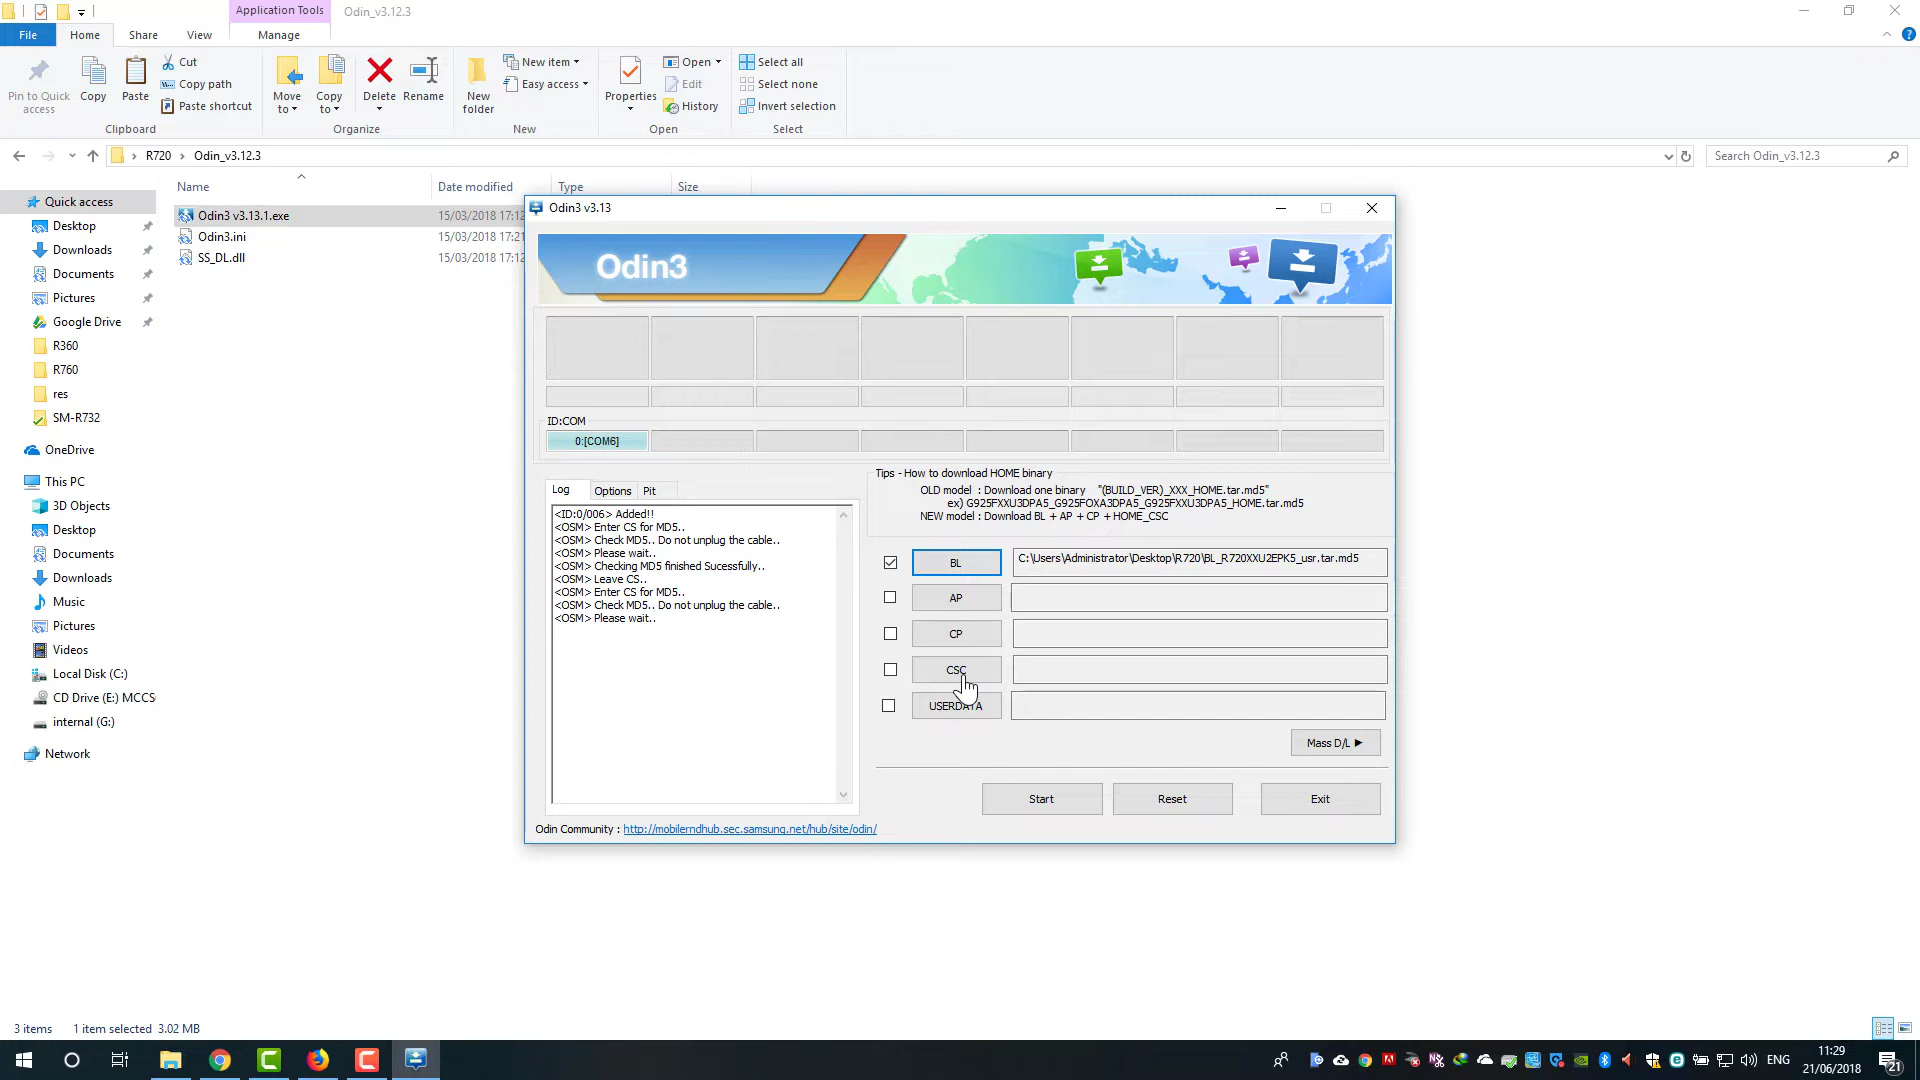 Application Tools
Odin_v3.12.3
File
Home
Share
View
Manage
Pin to Quick access
Copy
Paste
Cut
Copy path
Paste shortcut
Clipboard
Move to
Copy to
Delete
Rename
Organize
New folder
New item
Easy access
New
Properties
Open
Edit
History
Open
Select all
Select none
Invert selection
Select
R720
Odin_v3.12.3
Search Odin_v3.12.3
Name
Date modified
Type
Size
Odin3 v3.13.1.exe
15/03/2018 17:12
Odin3.ini
15/03/2018 17:21
SS_DL.dll
15/03/2018 17:12
Quick access
Desktop
Downloads
Documents
Pictures
Google Drive
R360
R760
res
SM-R732
OneDrive
This PC
3D Objects
Desktop
Documents
Downloads
Music
Pictures
Videos
Local Disk (C:)
CD Drive (E:) MCCS
internal (G:)
Network
Odin3 v3.13
Odin3
ID:COM
0:[COM6]
Log
Options
Pit
<ID:0/006> Added!!
<OSM> Enter CS for MD5..
<OSM> Check MD5.. Do not unplug the cable..
<OSM> Please wait..
<OSM> Checking MD5 finished Sucessfully..
<OSM> Leave CS..
<OSM> Enter CS for MD5..
<OSM> Check MD5.. Do not unplug the cable..
<OSM> Please wait..
Tips - How to download HOME binary
OLD model : Download one binary "(BUILD_VER)_XXX_HOME.tar.md5"
ex) G925FXXU3DPA5_G925FOXA3DPA5_G925FXXU3DPA5_HOME.tar.md5
NEW model : Download BL + AP + CP + HOME_CSC
BL
C:\Users\Administrator\Desktop\R720\BL_R720XXU2EPK5_usr.tar.md5
AP
CP
CSC
USERDATA
Mass D/L ►
Start
Reset
Exit
Odin Community : http://mobilerndhub.sec.samsung.net/hub/site/odin/
3 items
1 item selected 3.02 MB
ENG
11:29
21/06/2018
21